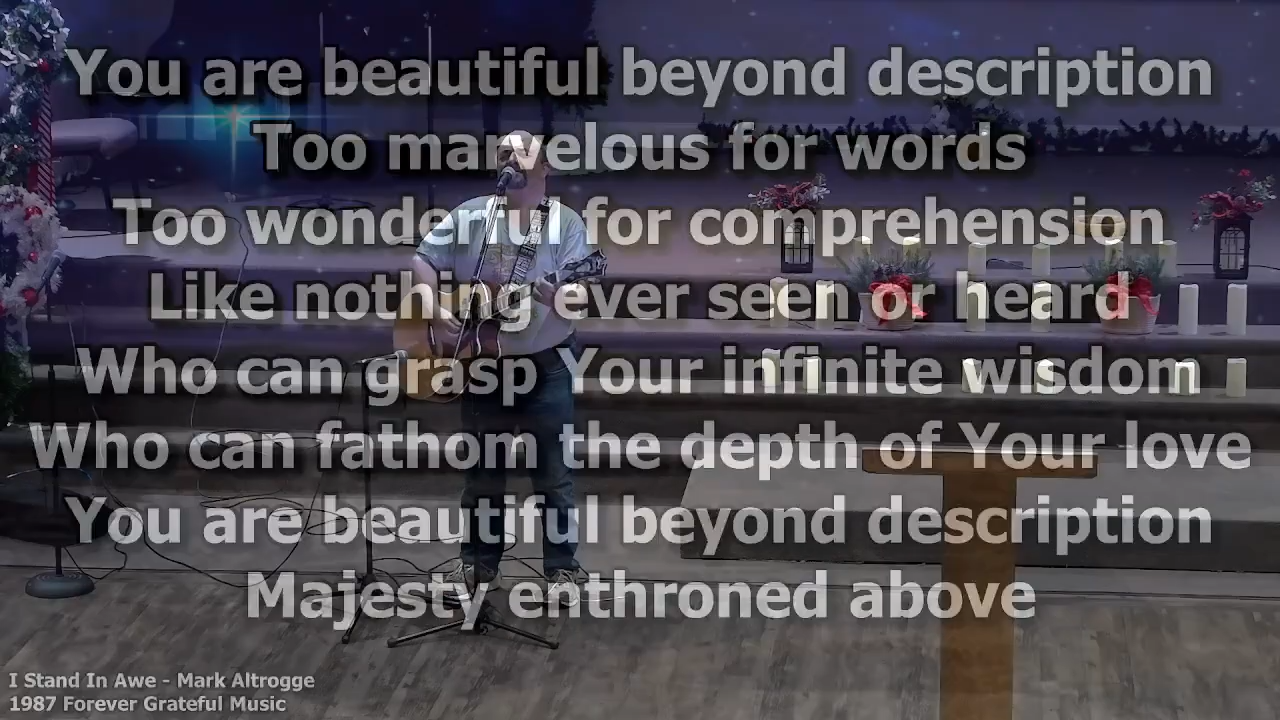 You are beautiful beyond description
Too marvelous for words
Too wonderful for comprehension
Like nothing ever seen or heard
Who can grasp Your infinite wisdom
Who can fathom the depth of Your love
You are beautiful beyond description
Majesty enthroned above
I Stand In Awe - Mark Altrogge
1987 Forever Grateful Music